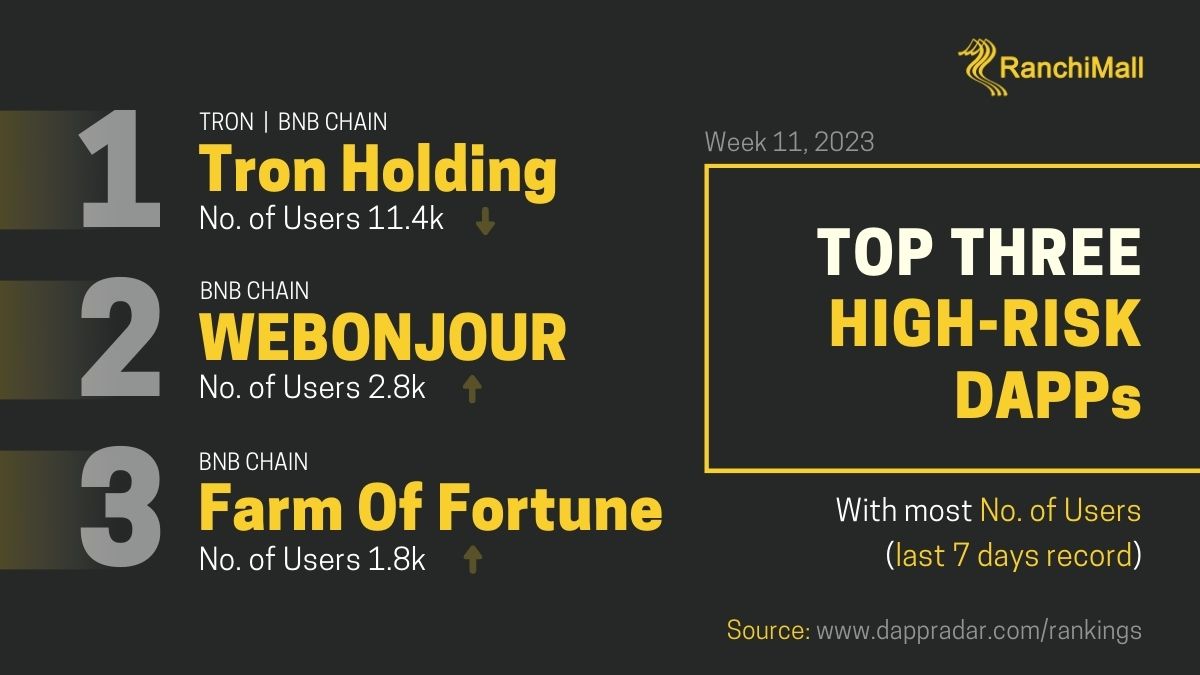 RanchiMall
1
TRON | BNB CHAIN
Tron Holding
No. of Users 11.4k
2
BNB CHAIN
WEBONJOUR
No. of Users 2.8k
3
BNB CHAIN
Farm Of Fortune
No. of Users 1.8k
Week 11, 2023
TOP THREE
HIGH-RISK
DAPPs
With most No. of Users
(last 7 days record)
Source: www.dappradar.com/rankings